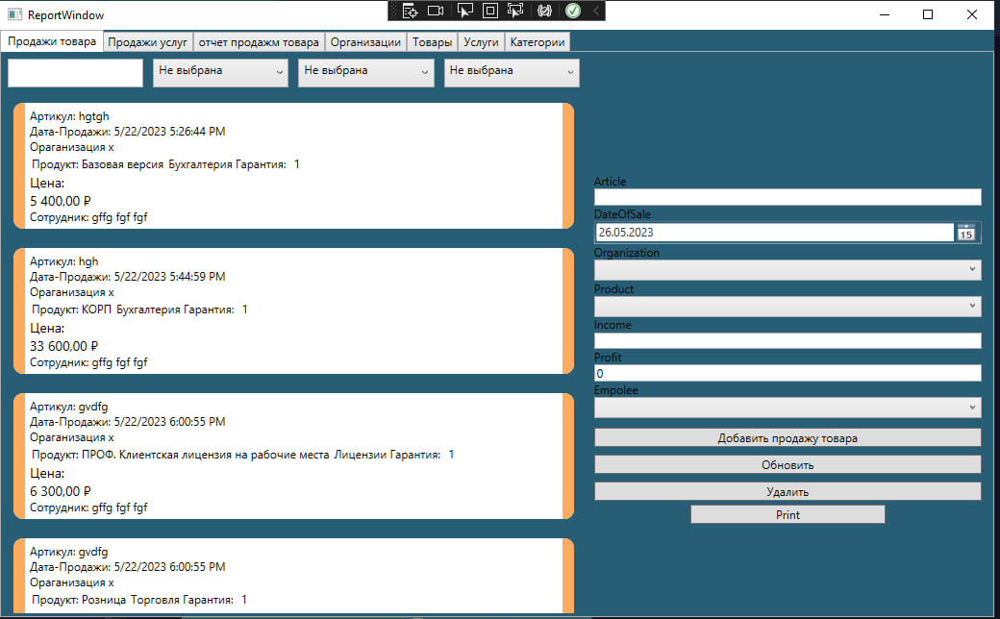 ReportWindow
Продажи товара Продажи услуг отчет продажм товара Организации Товары Услуги Категории
Не выбрана Не выбрана Не выбрана
Артикул: hgtgh
Дата-Продажи: 5/22/2023 5:26:44 PM
Ораганизация x
Продукт: Базовая версия Бухгалтерия Гарантия: 1
Цена:
5 400,00 ₽
Сотрудник: gffg fgf fgf
Артикул: hgh
Дата-Продажи: 5/22/2023 5:44:59 PM
Ораганизация x
Продукт: КОРП Бухгалтерия Гарантия: 1
Цена:
33 600,00 ₽
Сотрудник: gffg fgf fgf
Артикул: gvdfg
Дата-Продажи: 5/22/2023 6:00:55 PM
Ораганизация x
Продукт: ПРОФ. Клиентская лицензия на рабочие места Лицензии Гарантия: 1
Цена:
6 300,00 ₽
Сотрудник: gffg fgf fgf
Артикул: gvdfg
Дата-Продажи: 5/22/2023 6:00:55 PM
Ораганизация x
Продукт: Розница Торговля Гарантия: 1
Article
DateOfSale
26.05.2023 15
Organization
Product
Income
Profit
0
Empolee
Добавить продажу товара
Обновить
Удалить
Print